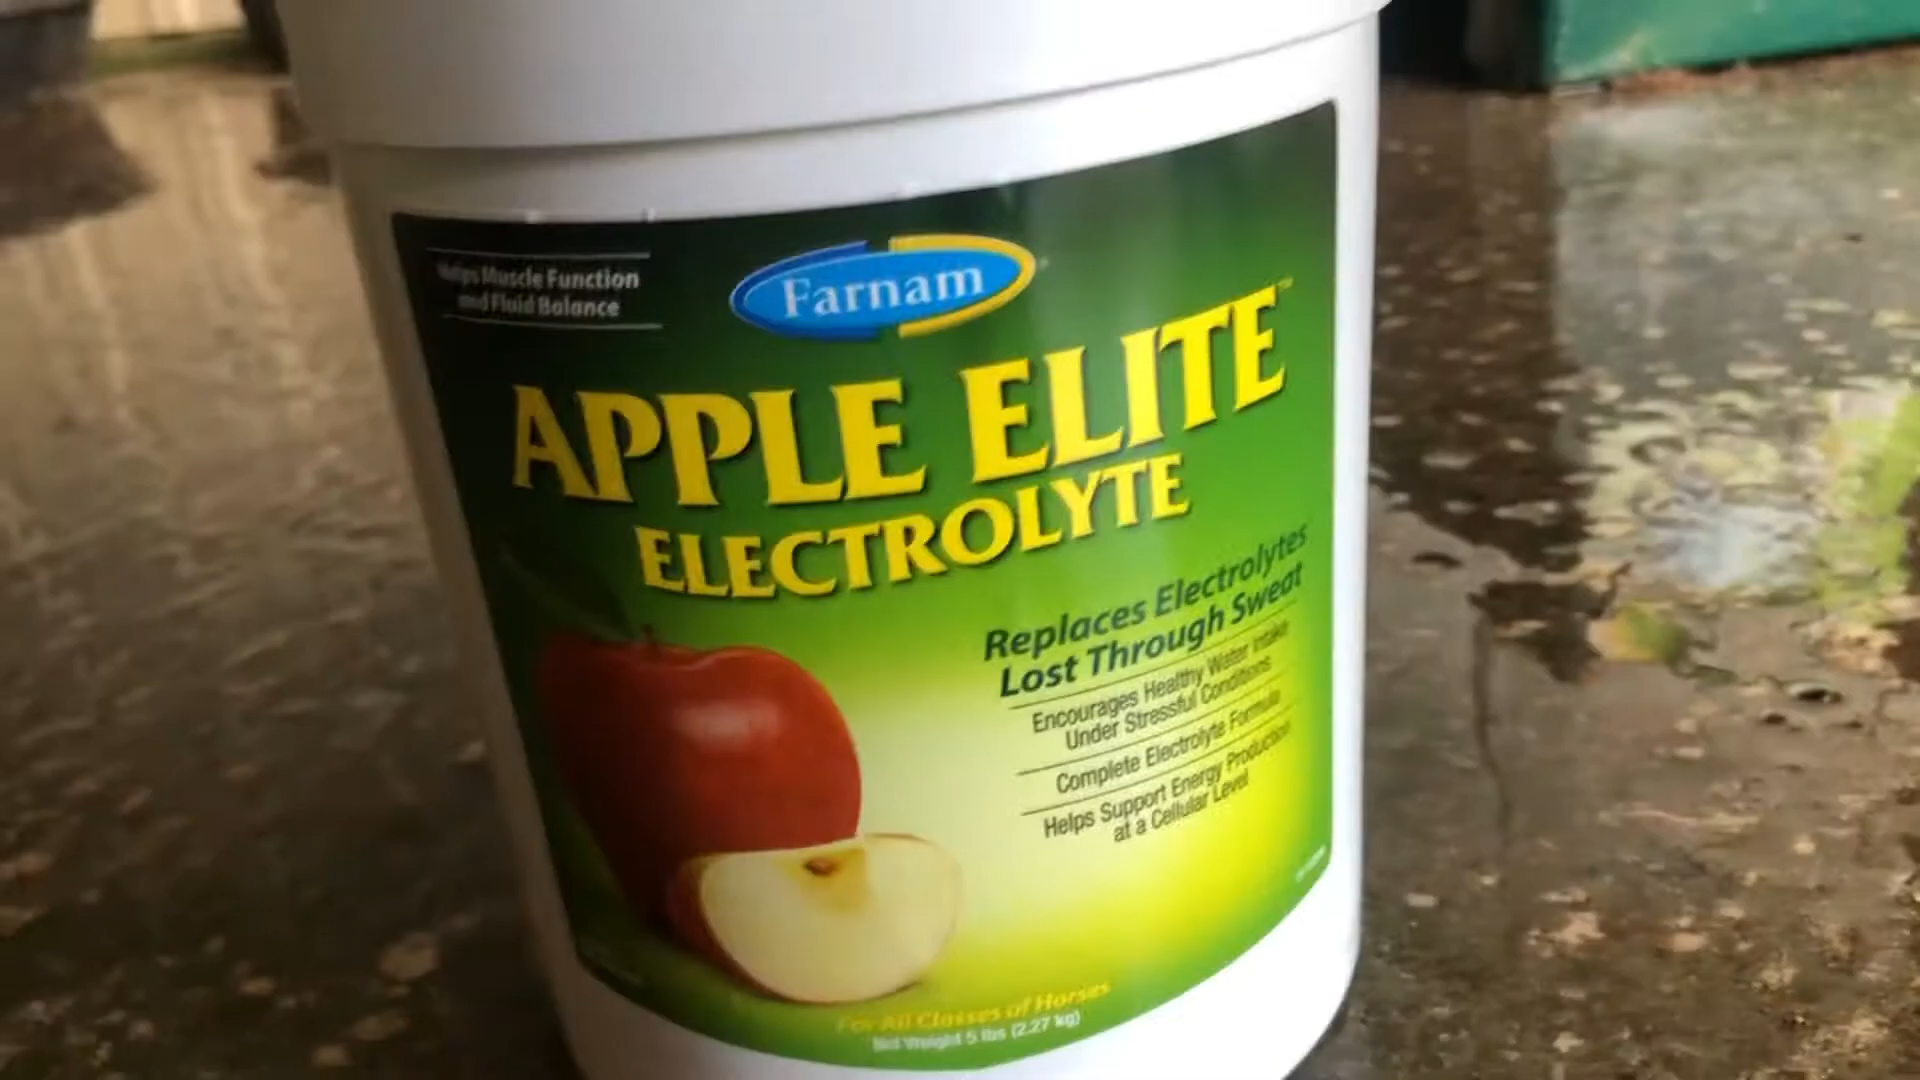 Helps Muscle Function
and Fluid Balance
Farnam
APPLE ELITE™
ELECTROLYTE
Replaces Electrolytes
Lost Through Sweat
Encourages Healthy Water Intake
Under Stressful Conditions
Complete Electrolyte Formula
Helps Support Energy Production
at a Cellular Level
For All Classes of Horses
Net Weight 5 lbs (2.27 kg)